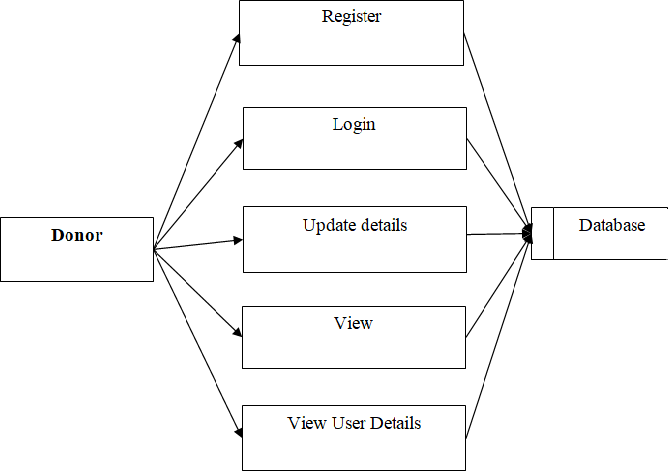 Register
Login
Update details
Donor
Database
View
View User Details